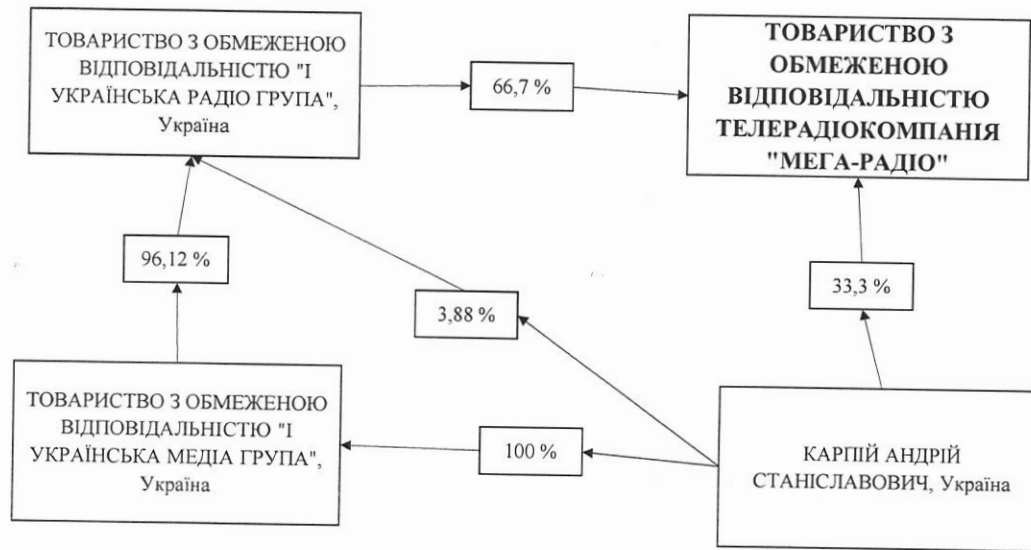 ТОВАРИСТВО З ОБМЕЖЕНОЮ
ВІДПОВІДАЛЬНІСТЮ "І
УКРАЇНСЬКА РАДІО ГРУПА",
Україна
66,7 %
ТОВАРИСТВО З
ОБМЕЖЕНОЮ
ВІДПОВІДАЛЬНІСТЮ
ТЕЛЕРАДІОКОМПАНІЯ
"МЕГА-РАДІО"
96,12 %
3,88 %
33,3 %
ТОВАРИСТВО З ОБМЕЖЕНОЮ
ВІДПОВІДАЛЬНІСТЮ "І
УКРАЇНСЬКА МЕДІА ГРУПА",
Україна
100 %
КАРПІЙ АНДРІЙ
СТАНІСЛАВОВИЧ, Україна